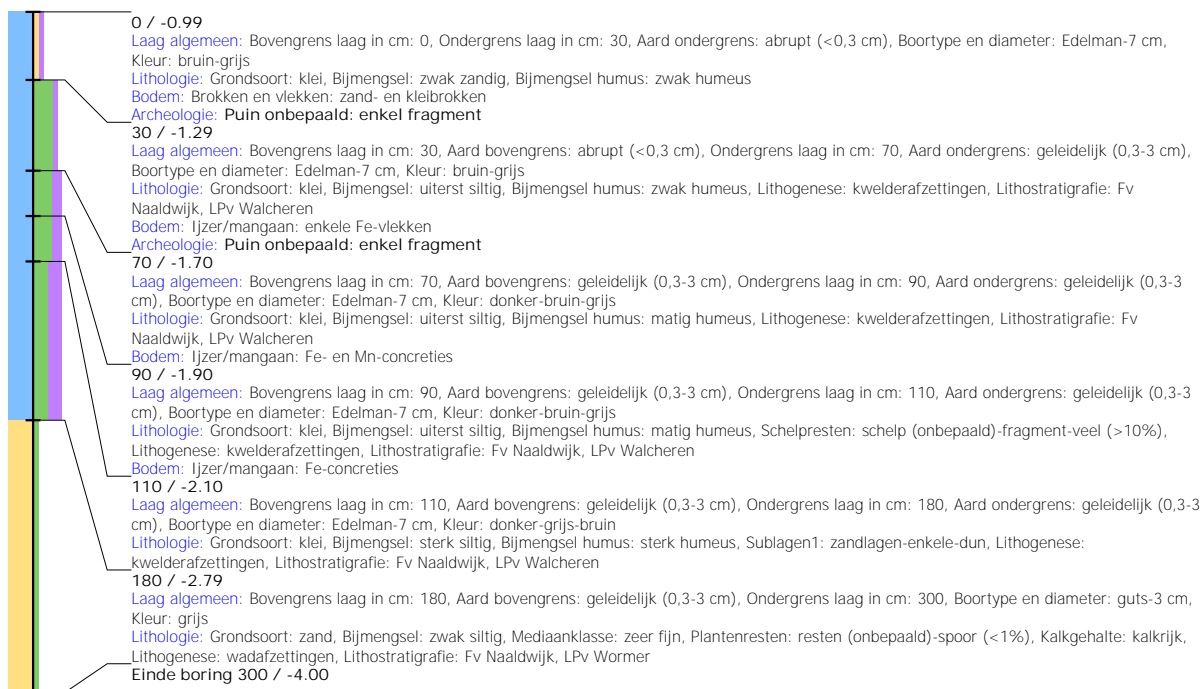 0 / -0.99
Laag algemeen: Bovengrens laag in cm: 0, Ondergrens laag in cm: 30, Aard ondergrens: abrupt (<0,3 cm), Boortype en diameter: Edelman-7 cm,
Kleur: bruin-grijs
Lithologie: Grondsoort: klei, Bijmengsel: zwak zandig, Bijmengsel humus: zwak humeus
Bodem: Brokken en vlekken: zand- en kleibrokken
Archeologie: Puin onbepaald: enkel fragment
30 / -1.29
Laag algemeen: Bovengrens laag in cm: 30, Aard bovengrens: abrupt (<0,3 cm), Ondergrens laag in cm: 70, Aard ondergrens: geleidelijk (0,3-3 cm),
Boortype en diameter: Edelman-7 cm, Kleur: bruin-grijs
Lithologie: Grondsoort: klei, Bijmengsel: uiterst siltig, Bijmengsel humus: zwak humeus, Lithogenese: kwelderafzettingen, Lithostratigrafie: Fv
Naaldwijk, LPv Walcheren
Bodem: Ijzer/mangaan: enkele Fe-vlekken
Archeologie: Puin onbepaald: enkel fragment
70 / -1.70
Laag algemeen: Bovengrens laag in cm: 70, Aard bovengrens: geleidelijk (0,3-3 cm), Ondergrens laag in cm: 90, Aard ondergrens: geleidelijk (0,3-3
cm), Boortype en diameter: Edelman-7 cm, Kleur: donker-bruin-grijs
Lithologie: Grondsoort: klei, Bijmengsel: uiterst siltig, Bijmengsel humus: matig humeus, Lithogenese: kwelderafzettingen, Lithostratigrafie: Fv
Naaldwijk, LPv Walcheren
Bodem: Ijzer/mangaan: Fe- en Mn-concreties
90 / -1.90
Laag algemeen: Bovengrens laag in cm: 90, Aard bovengrens: geleidelijk (0,3-3 cm), Ondergrens laag in cm: 110, Aard ondergrens: geleidelijk (0,3-3
cm), Boortype en diameter: Edelman-7 cm, Kleur: donker-bruin-grijs
Lithologie: Grondsoort: klei, Bijmengsel: uiterst siltig, Bijmengsel humus: matig humeus, Schelpresten: schelp (onbepaald)-fragment-veel (>10%),
Lithogenese: kwelderafzettingen, Lithostratigrafie: Fv Naaldwijk, LPv Walcheren
Bodem: Ijzer/mangaan: Fe-concreties
110 / -2.10
Laag algemeen: Bovengrens laag in cm: 110, Aard bovengrens: geleidelijk (0,3-3 cm), Ondergrens laag in cm: 180, Aard ondergrens: geleidelijk (0,3-3
cm), Boortype en diameter: Edelman-7 cm, Kleur: donker-grijs-bruin
Lithologie: Grondsoort: klei, Bijmengsel: sterk siltig, Bijmengsel humus: sterk humeus, Sublagen1: zandlagen-enkele-dun, Lithogenese:
kwelderafzettingen, Lithostratigrafie: Fv Naaldwijk, LPv Walcheren
180 / -2.79
Laag algemeen: Bovengrens laag in cm: 180, Aard bovengrens: geleidelijk (0,3-3 cm), Ondergrens laag in cm: 300, Boortype en diameter: guts-3 cm,
Kleur: grijs
Lithologie: Grondsoort: zand, Bijmengsel: zwak siltig, Mediaanklasse: zeer fijn, Plantenresten: resten (onbepaald)-spoor (<1%), Kalkgehalte: kalkrijk,
Lithogenese: wadafzettingen, Lithostratigrafie: Fv Naaldwijk, LPv Wormer
Einde boring 300 / -4.00